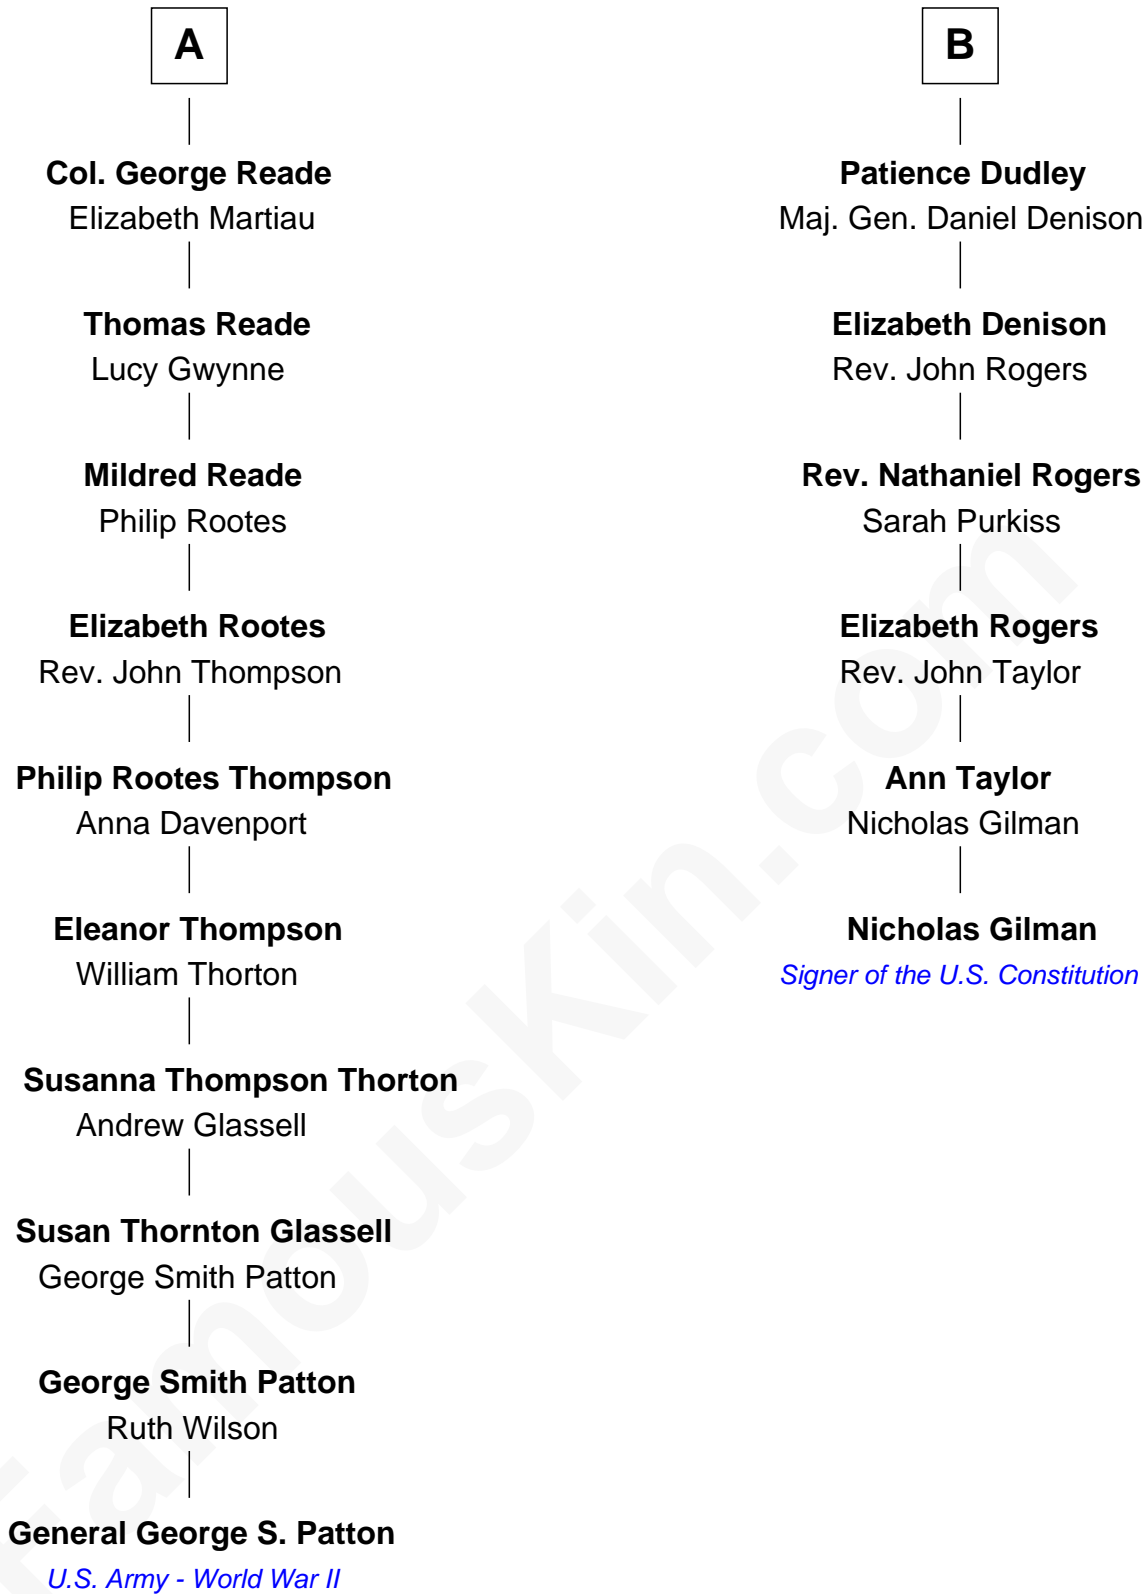 A
Col. George Reade
Elizabeth Martiau
Thomas Reade
Lucy Gwynne
Mildred Reade
Philip Rootes
Elizabeth Rootes
Rev. John Thompson
Philip Rootes Thompson
Anna Davenport
Eleanor Thompson
William Thorton
Susanna Thompson Thorton
Andrew Glassell
Susan Thornton Glassell
George Smith Patton
George Smith Patton
Ruth Wilson
General George S. Patton
U.S. Army - World War II
B
Patience Dudley
Maj. Gen. Daniel Denison
Elizabeth Denison
Rev. John Rogers
Rev. Nathaniel Rogers
Sarah Purkiss
Elizabeth Rogers
Rev. John Taylor
Ann Taylor
Nicholas Gilman
Nicholas Gilman
Signer of the U.S. Constitution
FamousKin.com